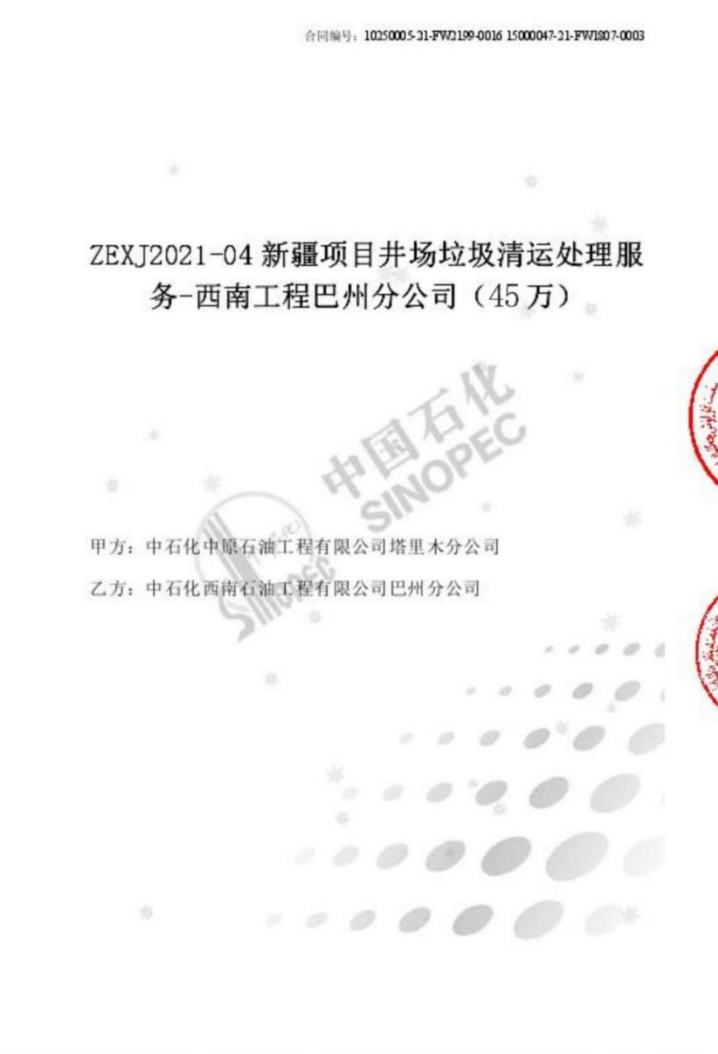 合同编号：10250005-21-FW2199-0016 15000047-21-FW1807-0003
ZEXJ2021-04 新疆项目井场垃圾清运处理服
务-西南工程巴州分公司（45万）
中国石化
SINOPEC
甲方：中石化中原石油工程有限公司塔里木分公司
乙方：中石化西南石油工程有限公司巴州分公司
SINOPEC